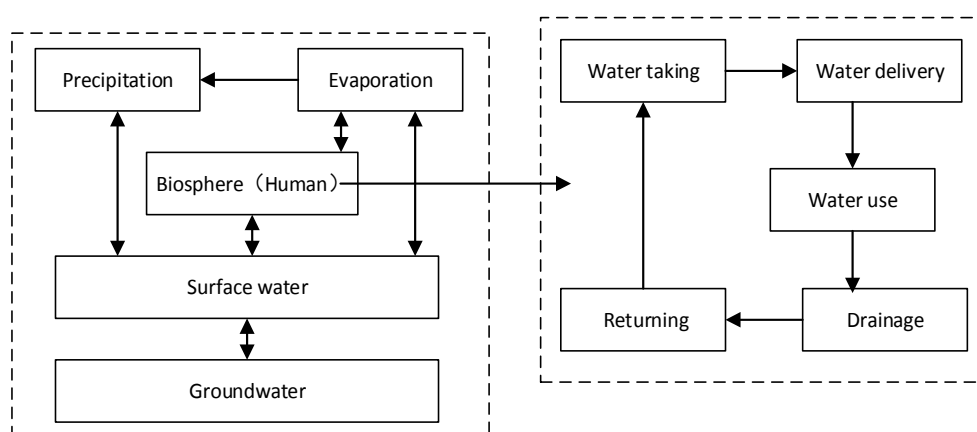 Precipitation
Evaporation
Biosphere（Human）
Surface water
Groundwater
Water taking
Water delivery
Water use
Returning
Drainage